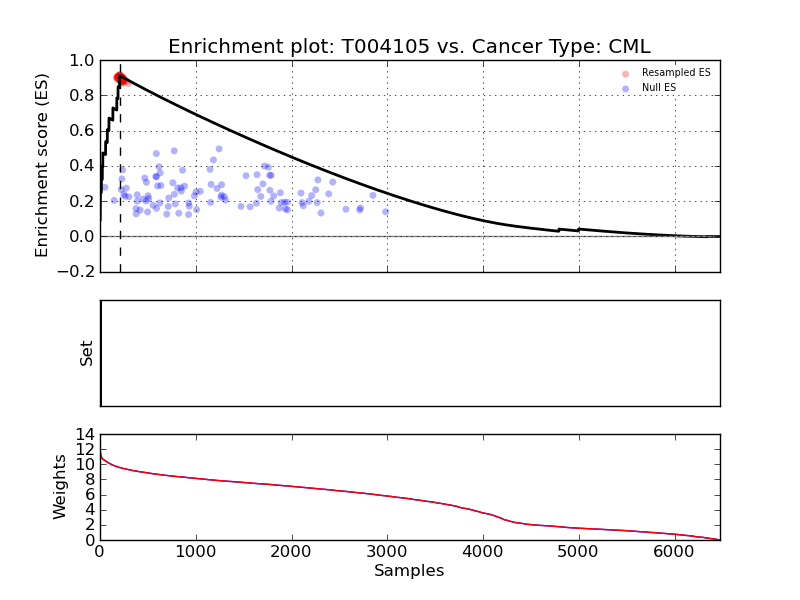 Enrichment plot: T004105 vs. Cancer Type: CML
Enrichment score (ES)
1.0
0.8
0.6
0.4
0.2
0.0
−0.2
Resampled ES
Null ES
Set
Weights
14
12
10
8
6
4
2
0
0 1000 2000 3000 4000 5000 6000
Samples